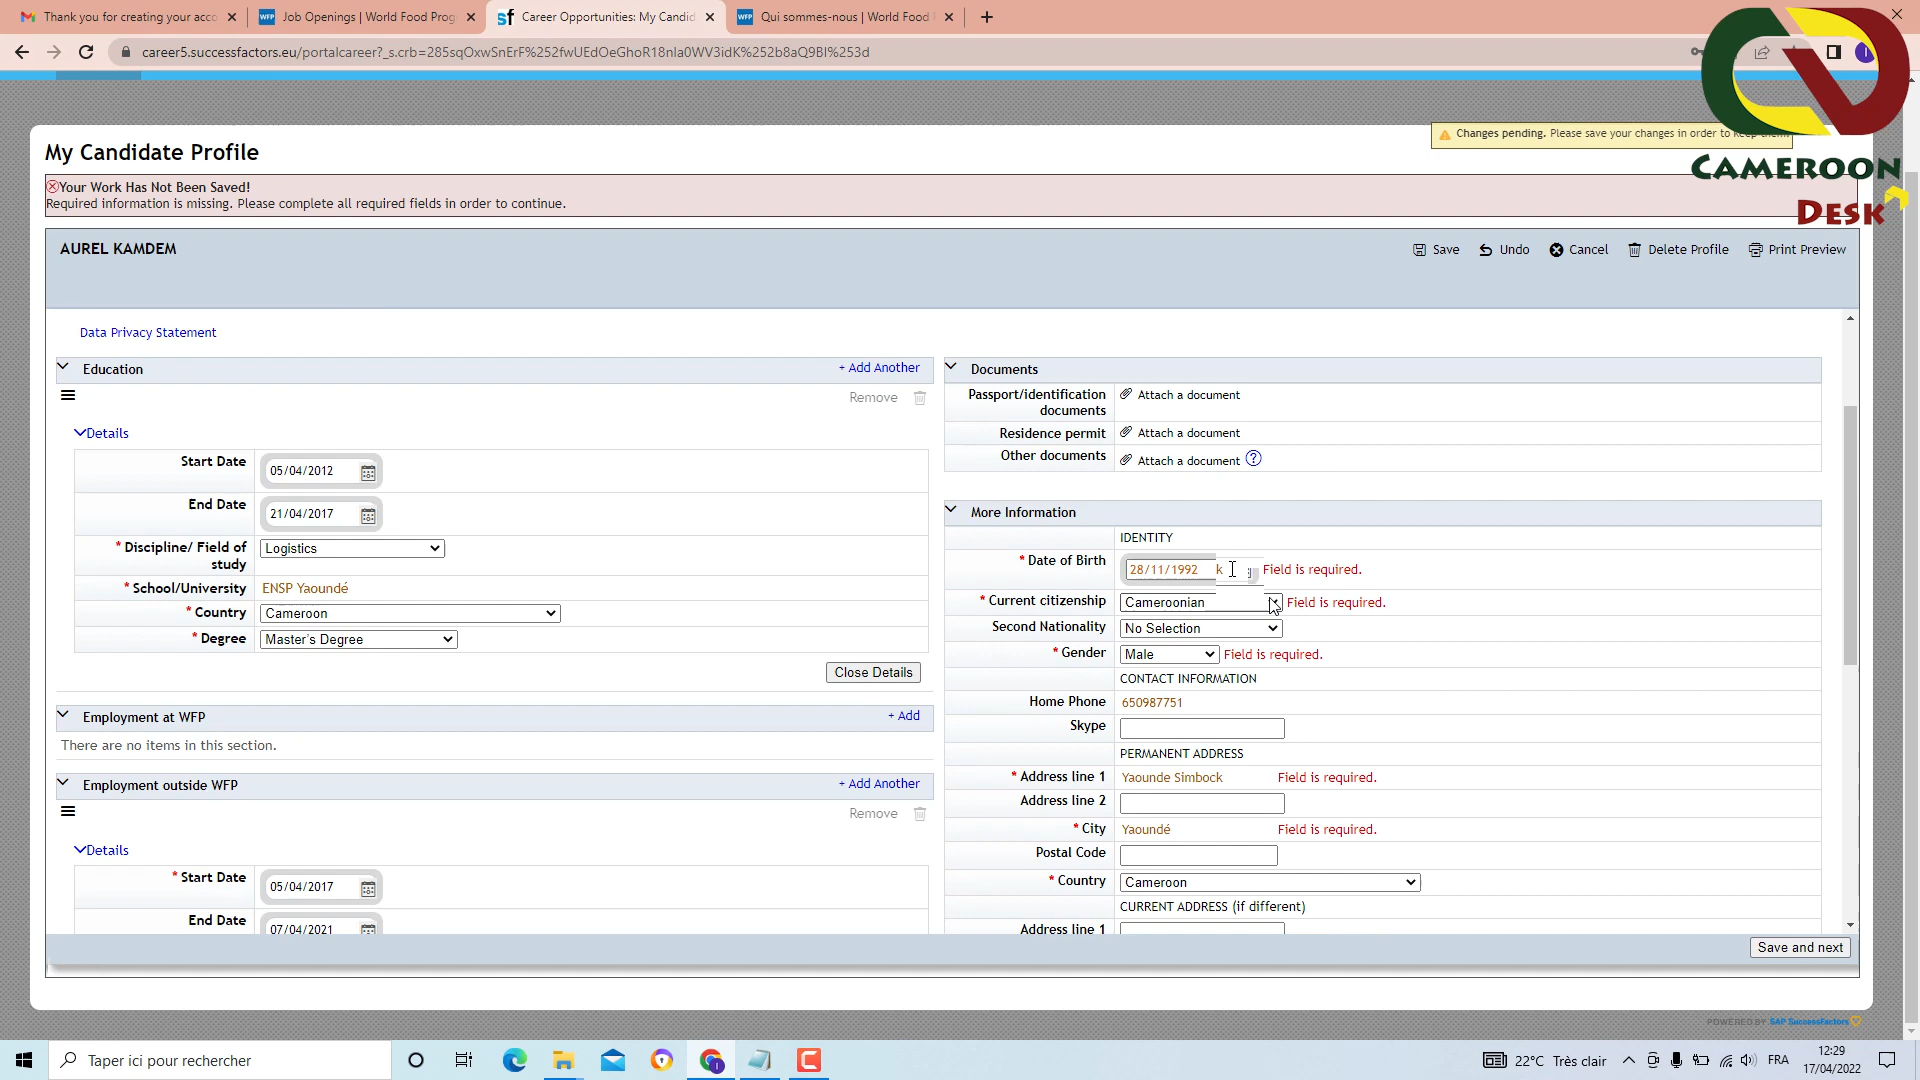 Thank you for creating your acco
Job Openings | World Food Prog
Career Opportunities: My Candid
Qui sommes-nous | World Food
career5.successfactors.eu/portalcareer?_s.crb=285sqOxwSnErF%252fwUEdOeGhoR18nla0WV3idK%252b8aQ9BI%253d
CAMEROON
DESK
Changes pending. Please save your changes in order to keep them.
My Candidate Profile
Your Work Has Not Been Saved!
Required information is missing. Please complete all required fields in order to continue.
AUREL KAMDEM
Save
Undo
Cancel
Delete Profile
Print Preview
Data Privacy Statement
Education
+ Add Another
Remove
Details
Start Date 05/04/2012
End Date 21/04/2017
* Discipline/ Field of study Logistics
* School/University ENSP Yaoundé
* Country Cameroon
* Degree Master's Degree
Close Details
Employment at WFP
+ Add
There are no items in this section.
Employment outside WFP
+ Add Another
Remove
Details
* Start Date 05/04/2017
End Date 07/04/2021
Documents
Passport/identification documents Attach a document
Residence permit Attach a document
Other documents Attach a document ?
More Information
IDENTITY
* Date of Birth 28/11/1992 k Field is required.
* Current citizenship Cameroonian Field is required.
Second Nationality No Selection
* Gender Male Field is required.
CONTACT INFORMATION
Home Phone 650987751
Skype
PERMANENT ADDRESS
* Address line 1 Yaounde Simbock Field is required.
Address line 2
* City Yaoundé Field is required.
Postal Code
* Country Cameroon
CURRENT ADDRESS (if different)
Address line 1
Save and next
POWERED BY SAP SuccessFactors
Taper ici pour rechercher
22°C Très clair
FRA
12:29
17/04/2022